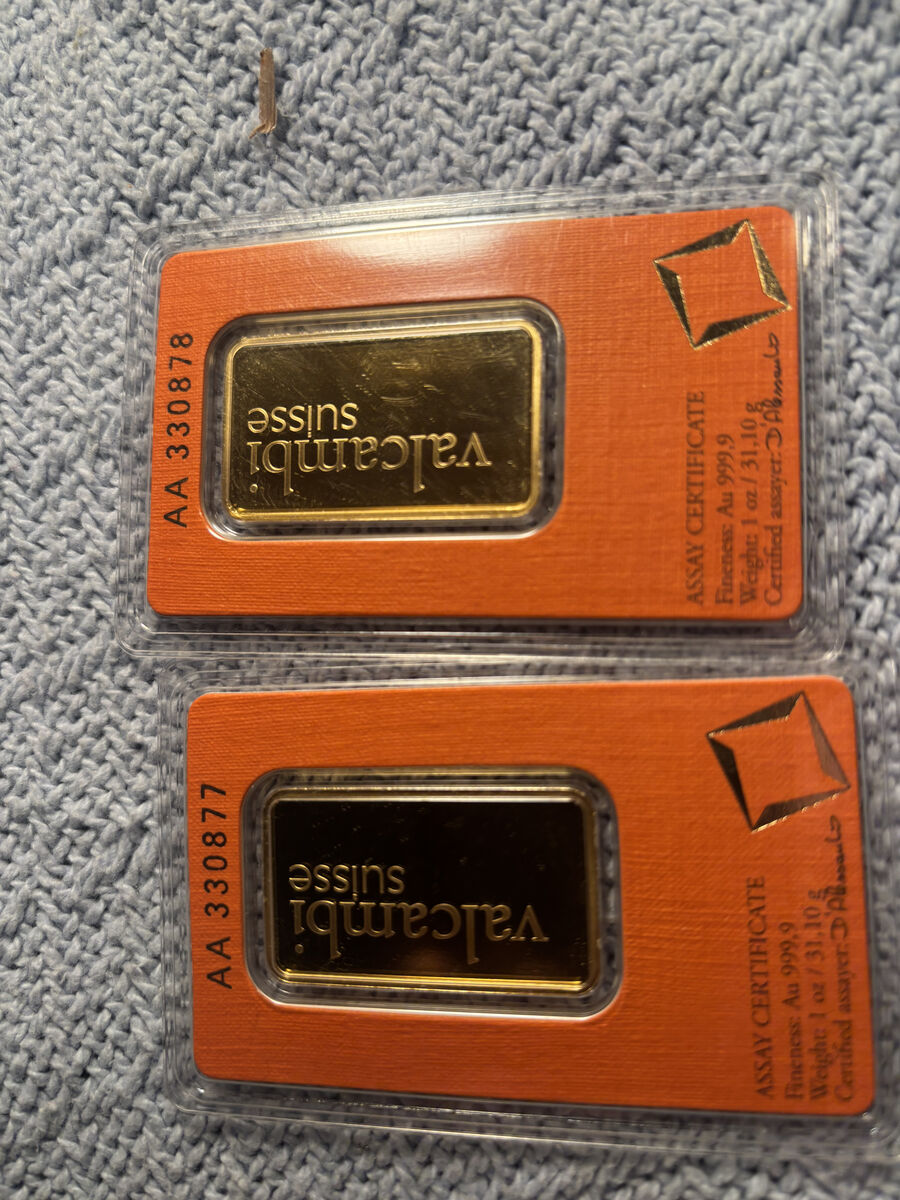 AA 330878
valcambi
suisse
ASSAY CERTIFICATE
Fineness: Au 999,9
Weight: 1 oz / 31,10 g
Certified assayer:
AA 330877
valcambi
suisse
ASSAY CERTIFICATE
Fineness: Au 999,9
Weight: 1 oz / 31,10 g
Certified assayer: